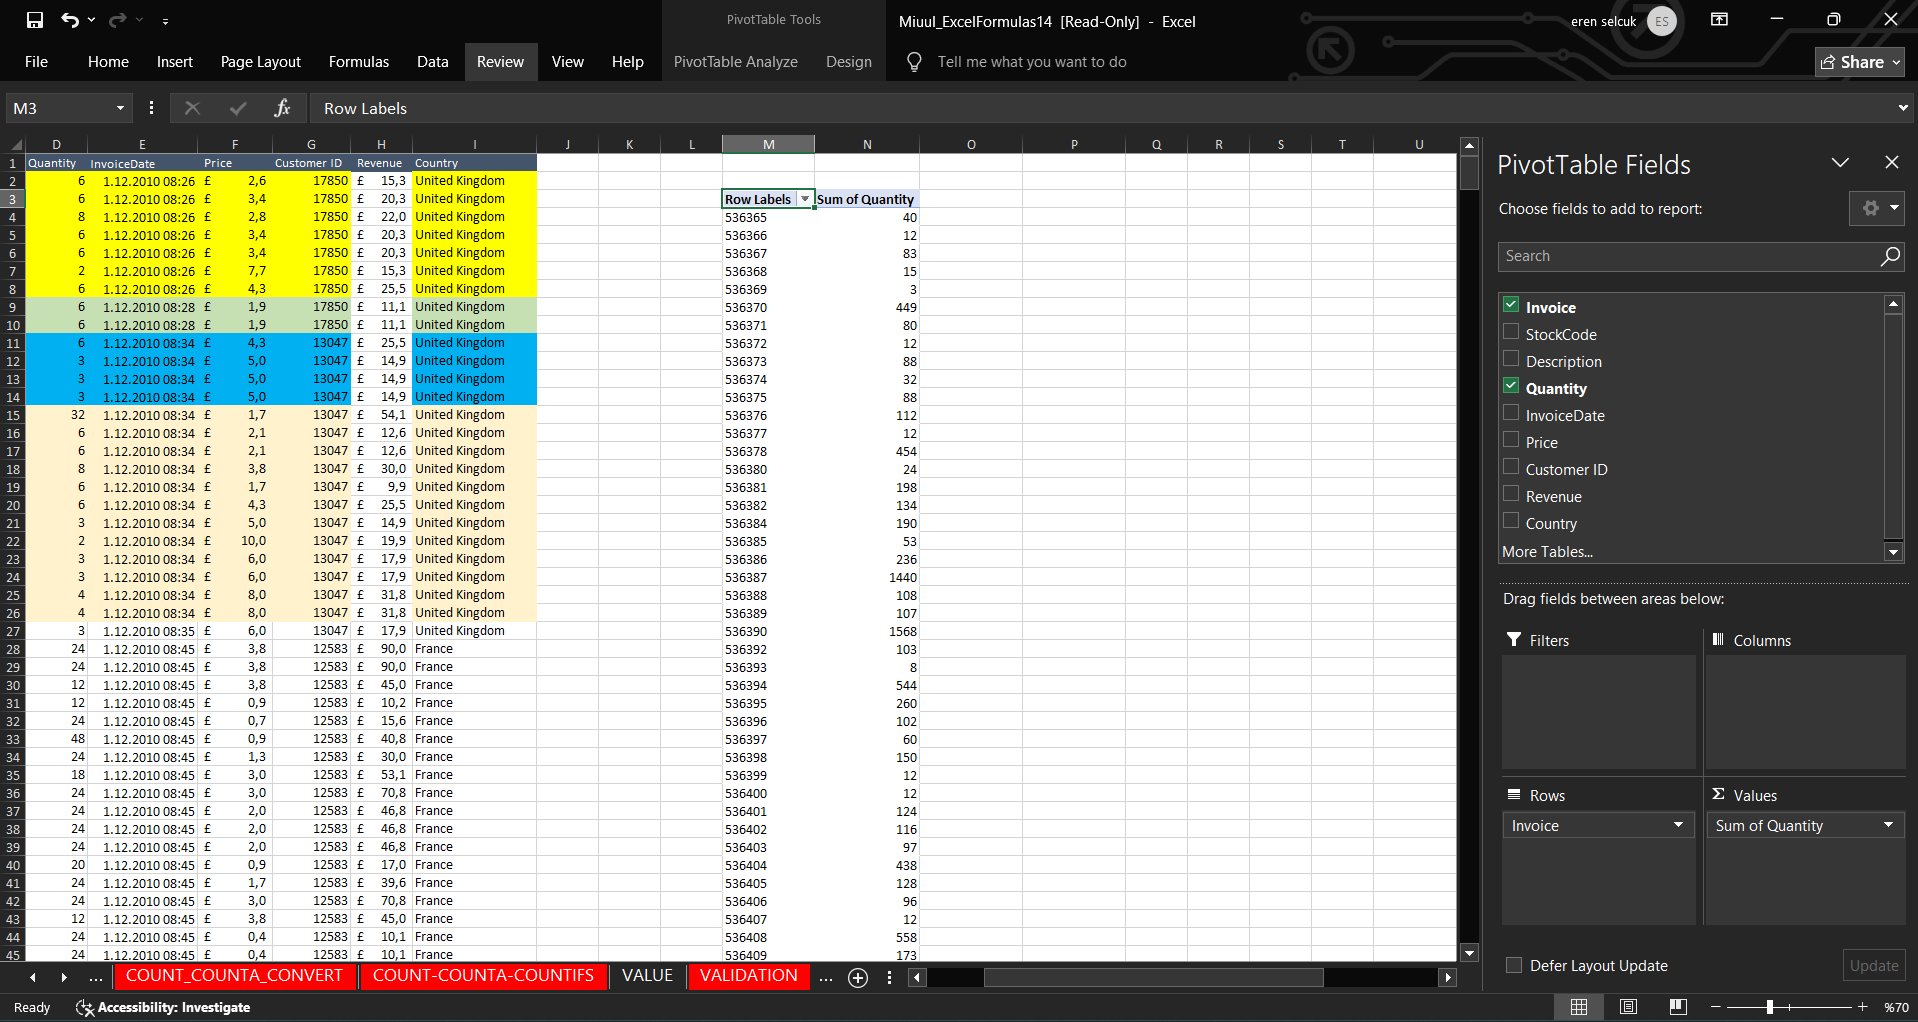 PivotTable Tools
Miuul_ExcelFormulas14 [Read-Only] - Excel
eren selcuk
ES
File Home Insert Page Layout Formulas Data Review View Help PivotTable Analyze Design Tell me what you want to do Share
M3 fx Row Labels
D E F G H I J K L M N O P Q R S T U
1 Quantity InvoiceDate Price Customer ID Revenue Country
2 6 1.12.2010 08:26 £ 2,6 17850 £ 15,3 United Kingdom
3 6 1.12.2010 08:26 £ 3,4 17850 £ 20,3 United Kingdom Row Labels Sum of Quantity
4 8 1.12.2010 08:26 £ 2,8 17850 £ 22,0 United Kingdom 536365 40
5 6 1.12.2010 08:26 £ 3,4 17850 £ 20,3 United Kingdom 536366 12
6 6 1.12.2010 08:26 £ 3,4 17850 £ 20,3 United Kingdom 536367 83
7 2 1.12.2010 08:26 £ 7,7 17850 £ 15,3 United Kingdom 536368 15
8 6 1.12.2010 08:26 £ 4,3 17850 £ 25,5 United Kingdom 536369 3
9 6 1.12.2010 08:28 £ 1,9 17850 £ 11,1 United Kingdom 536370 449
10 6 1.12.2010 08:28 £ 1,9 17850 £ 11,1 United Kingdom 536371 80
11 6 1.12.2010 08:34 £ 4,3 13047 £ 25,5 United Kingdom 536372 12
12 3 1.12.2010 08:34 £ 5,0 13047 £ 14,9 United Kingdom 536373 88
13 3 1.12.2010 08:34 £ 5,0 13047 £ 14,9 United Kingdom 536374 32
14 3 1.12.2010 08:34 £ 5,0 13047 £ 14,9 United Kingdom 536375 88
15 32 1.12.2010 08:34 £ 1,7 13047 £ 54,1 United Kingdom 536376 112
16 6 1.12.2010 08:34 £ 2,1 13047 £ 12,6 United Kingdom 536377 12
17 6 1.12.2010 08:34 £ 2,1 13047 £ 12,6 United Kingdom 536378 454
18 8 1.12.2010 08:34 £ 3,8 13047 £ 30,0 United Kingdom 536380 24
19 6 1.12.2010 08:34 £ 1,7 13047 £ 9,9 United Kingdom 536381 198
20 6 1.12.2010 08:34 £ 4,3 13047 £ 25,5 United Kingdom 536382 134
21 3 1.12.2010 08:34 £ 5,0 13047 £ 14,9 United Kingdom 536384 190
22 2 1.12.2010 08:34 £ 10,0 13047 £ 19,9 United Kingdom 536385 53
23 3 1.12.2010 08:34 £ 6,0 13047 £ 17,9 United Kingdom 536386 236
24 3 1.12.2010 08:34 £ 6,0 13047 £ 17,9 United Kingdom 536387 1440
25 4 1.12.2010 08:34 £ 8,0 13047 £ 31,8 United Kingdom 536388 108
26 4 1.12.2010 08:34 £ 8,0 13047 £ 31,8 United Kingdom 536389 107
27 3 1.12.2010 08:35 £ 6,0 13047 £ 17,9 United Kingdom 536390 1568
28 24 1.12.2010 08:45 £ 3,8 12583 £ 90,0 France 536392 103
29 24 1.12.2010 08:45 £ 3,8 12583 £ 90,0 France 536393 8
30 12 1.12.2010 08:45 £ 3,8 12583 £ 45,0 France 536394 544
31 12 1.12.2010 08:45 £ 0,9 12583 £ 10,2 France 536395 260
32 24 1.12.2010 08:45 £ 0,7 12583 £ 15,6 France 536396 102
33 48 1.12.2010 08:45 £ 0,9 12583 £ 40,8 France 536397 60
34 24 1.12.2010 08:45 £ 1,3 12583 £ 30,0 France 536398 150
35 18 1.12.2010 08:45 £ 3,0 12583 £ 53,1 France 536399 12
36 24 1.12.2010 08:45 £ 3,0 12583 £ 70,8 France 536400 12
37 24 1.12.2010 08:45 £ 2,0 12583 £ 46,8 France 536401 124
38 24 1.12.2010 08:45 £ 2,0 12583 £ 46,8 France 536402 116
39 24 1.12.2010 08:45 £ 2,0 12583 £ 46,8 France 536403 97
40 20 1.12.2010 08:45 £ 0,9 12583 £ 17,0 France 536404 438
41 24 1.12.2010 08:45 £ 1,7 12583 £ 39,6 France 536405 128
42 24 1.12.2010 08:45 £ 3,0 12583 £ 70,8 France 536406 96
43 12 1.12.2010 08:45 £ 3,8 12583 £ 45,0 France 536407 12
44 24 1.12.2010 08:45 £ 0,4 12583 £ 10,1 France 536408 558
45 24 1.12.2010 08:45 £ 0,4 12583 £ 10,1 France 536409 173
... COUNT_COUNTA_CONVERT COUNT-COUNTA-COUNTIFS VALUE VALIDATION ...
Ready Accessibility: Investigate %70
PivotTable Fields
Choose fields to add to report:
Search
Invoice
StockCode
Description
Quantity
InvoiceDate
Price
Customer ID
Revenue
Country
More Tables...
Drag fields between areas below:
Filters Columns
Rows Σ Values
Invoice Sum of Quantity
Defer Layout Update Update